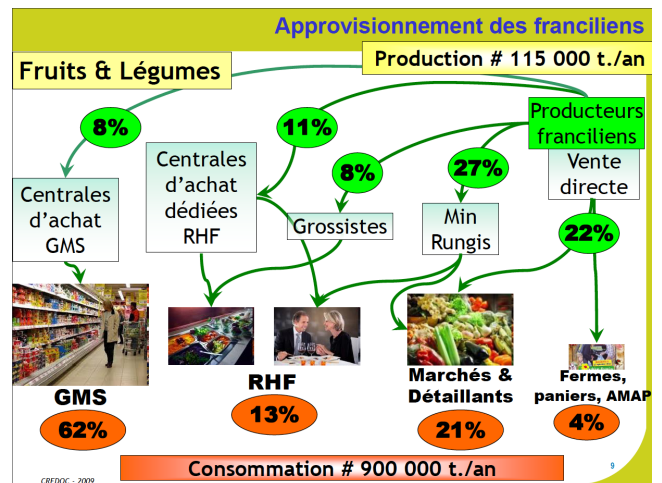 Approvisionnement des franciliens
Fruits & Légumes
Production # 115 000 t./an
8%
11%
Producteurs
franciliens
Centrales
d'achat
dédiées
RHF
8%
27%
Vente
directe
Centrales
d'achat
GMS
Grossistes
Min
Rungis
22%
GMS
RHF
Marchés &
Détaillants
Fermes,
paniers, AMAP
62%
13%
21%
4%
Consommation # 900 000 t./an
9
CREDOC - 2009